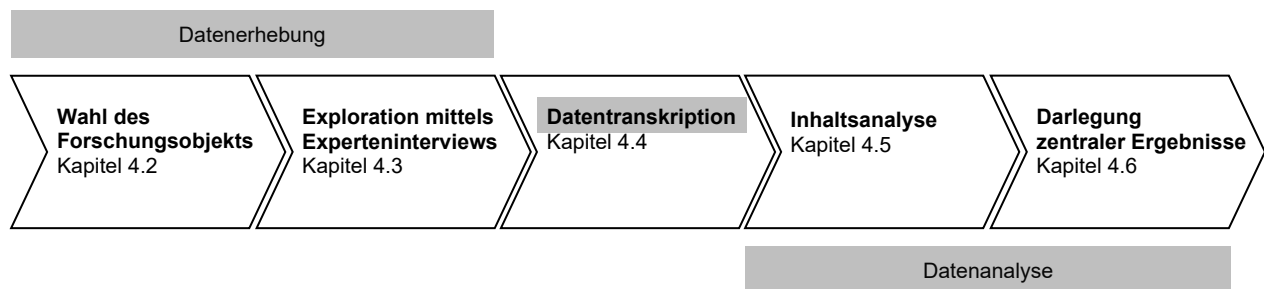 Datenerhebung
Wahl des
Forschungsobjekts
Kapitel 4.2
Exploration mittels
Experteninterviews
Kapitel 4.3
Datentranskription
Kapitel 4.4
Inhaltsanalyse
Kapitel 4.5
Darlegung
zentraler Ergebnisse
Kapitel 4.6
Datenanalyse